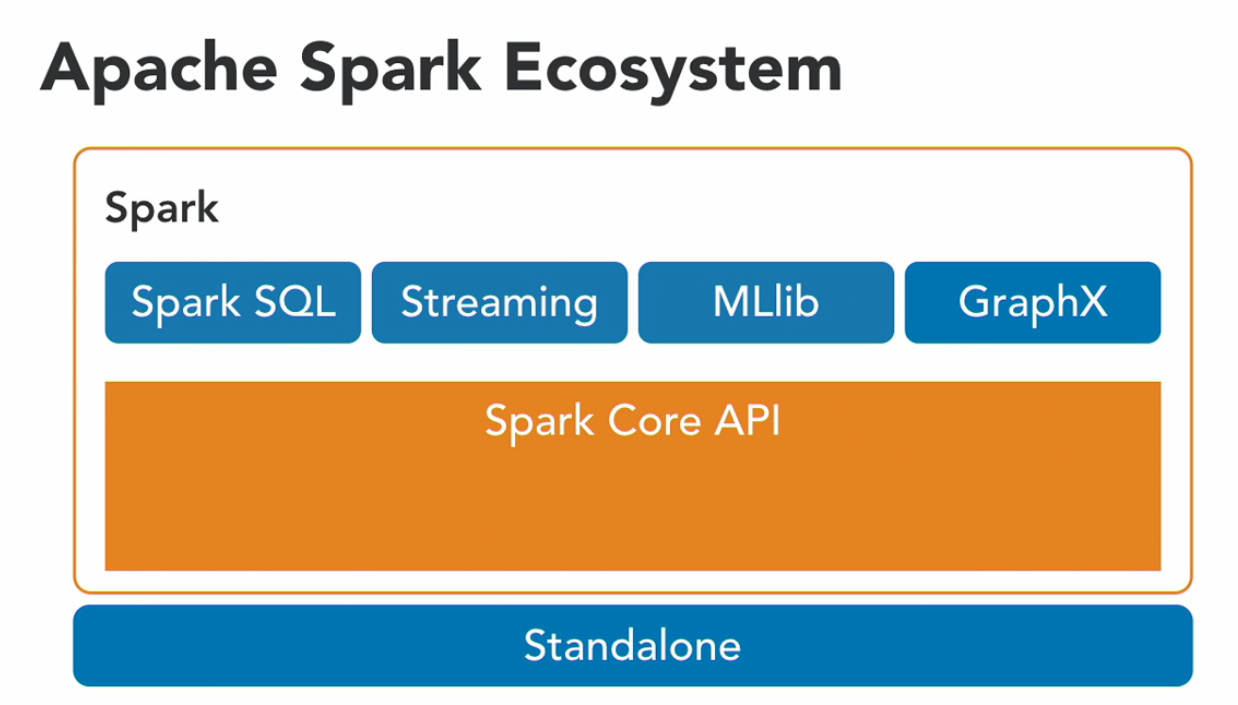 Apache Spark Ecosystem
Spark
Spark SQL
Streaming
MLlib
GraphX
Spark Core API
Standalone